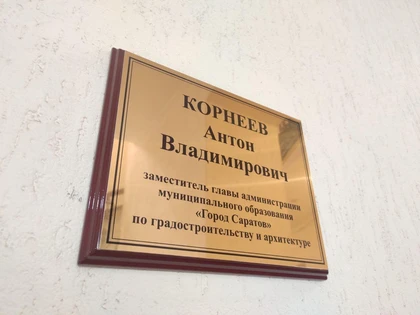 КОРНЕЕВ
Антон
Владимирович
заместитель главы администрации
муниципального образования
«Город Саратов»
по градостроительству и архитектуре